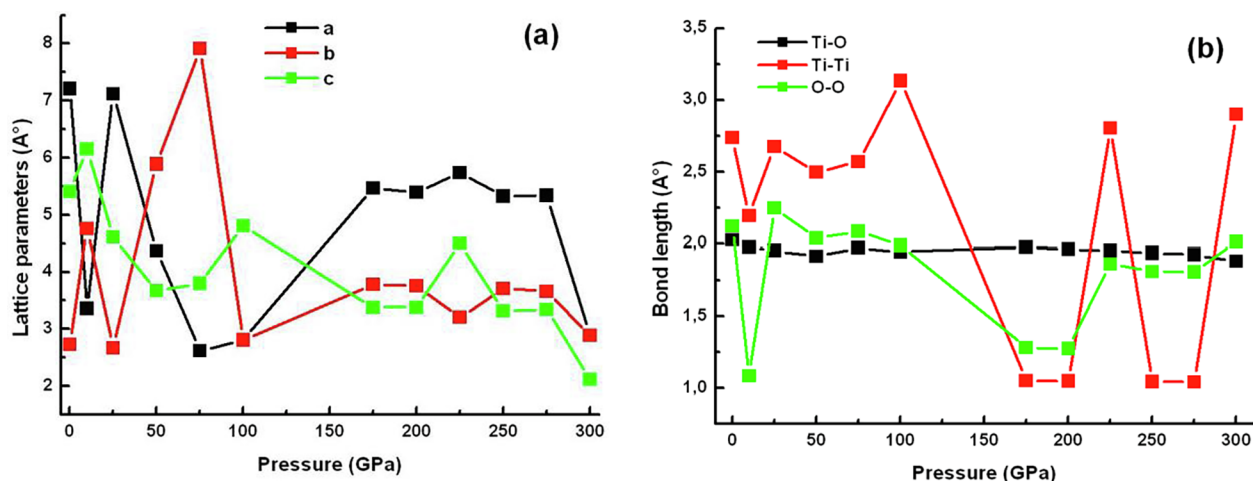 (a)
a
b
c
8
7
6
5
4
3
2
Lattice parameters (A°)
0 50 100 150 200 250 300
Pressure (GPa)
(b)
Ti-O
Ti-Ti
O-O
3,5
3,0
2,5
2,0
1,5
1,0
Bond length (A°)
0 50 100 150 200 250 300
Pressure (GPa)